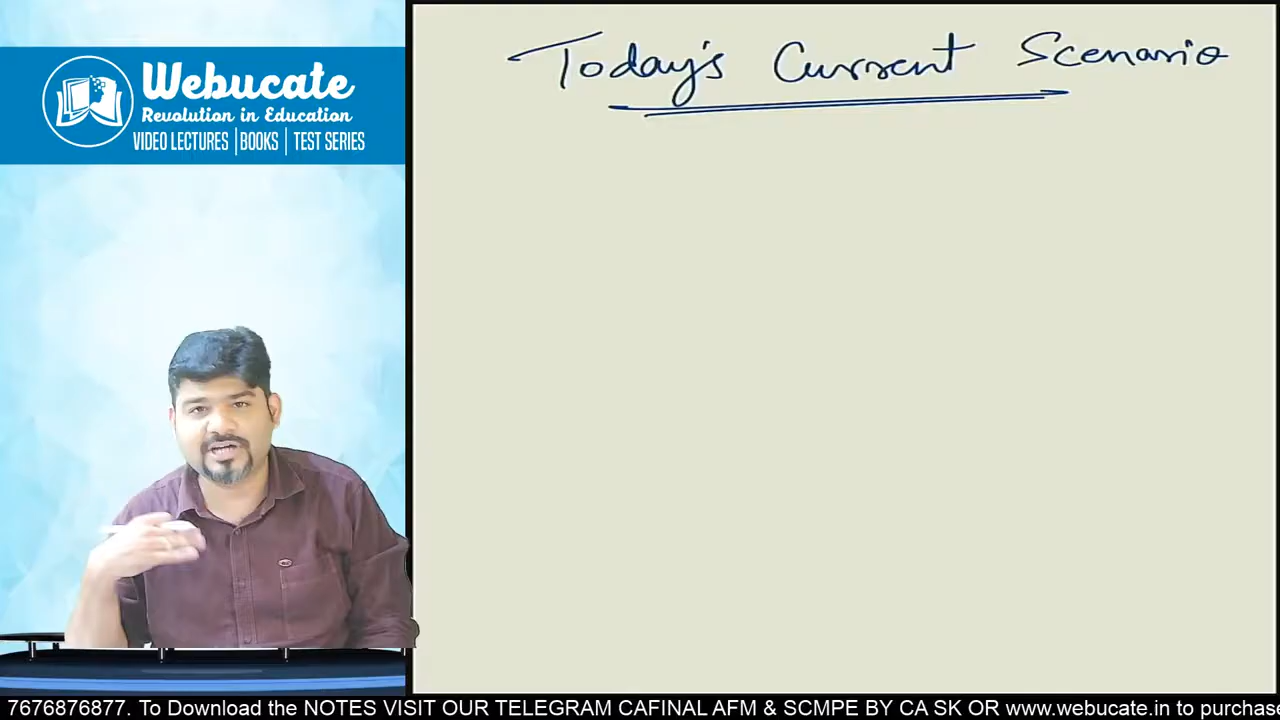 Webucate
Revolution in Education
VIDEO LECTURES | BOOKS | TEST SERIES
Today's Current Scenario
7676876877. To Download the NOTES VISIT OUR TELEGRAM CAFINAL AFM & SCMPE BY CA SK OR www.webucate.in to purchase